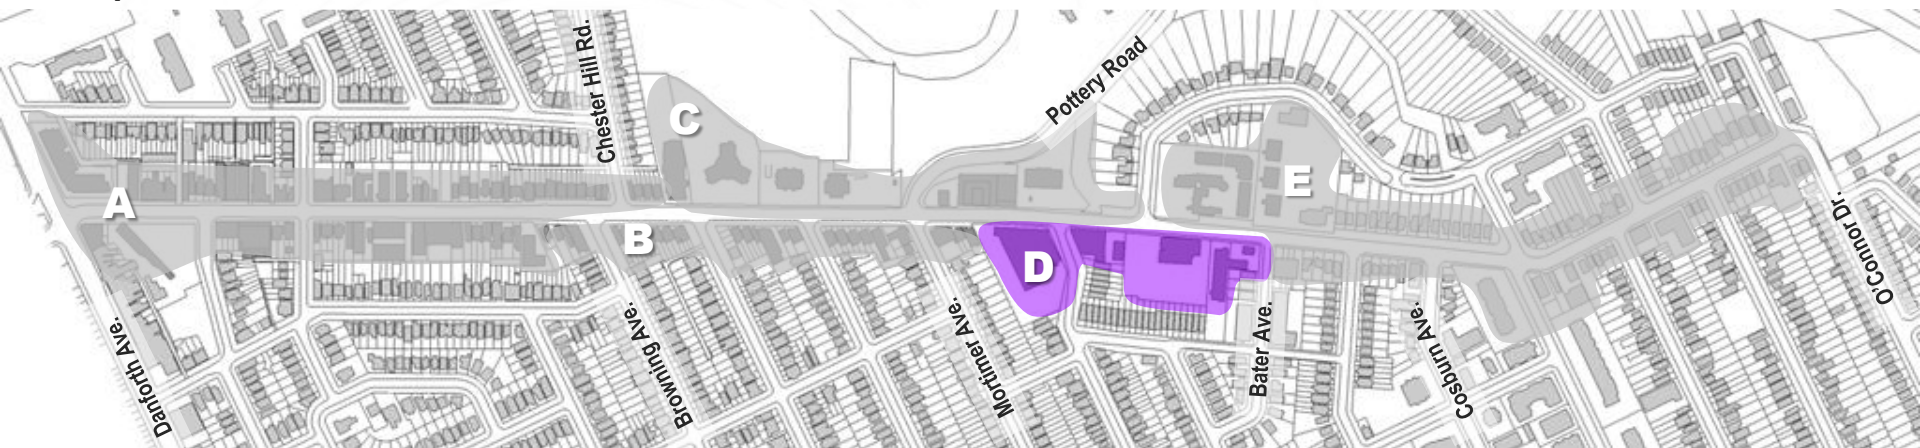 Chester Hill Rd.
Pottery Road
C
A
E
B
D
O'Connor Dr.
Danforth Ave.
Browning Ave.
Mortimer Ave.
Bater Ave.
Cosburn Ave.